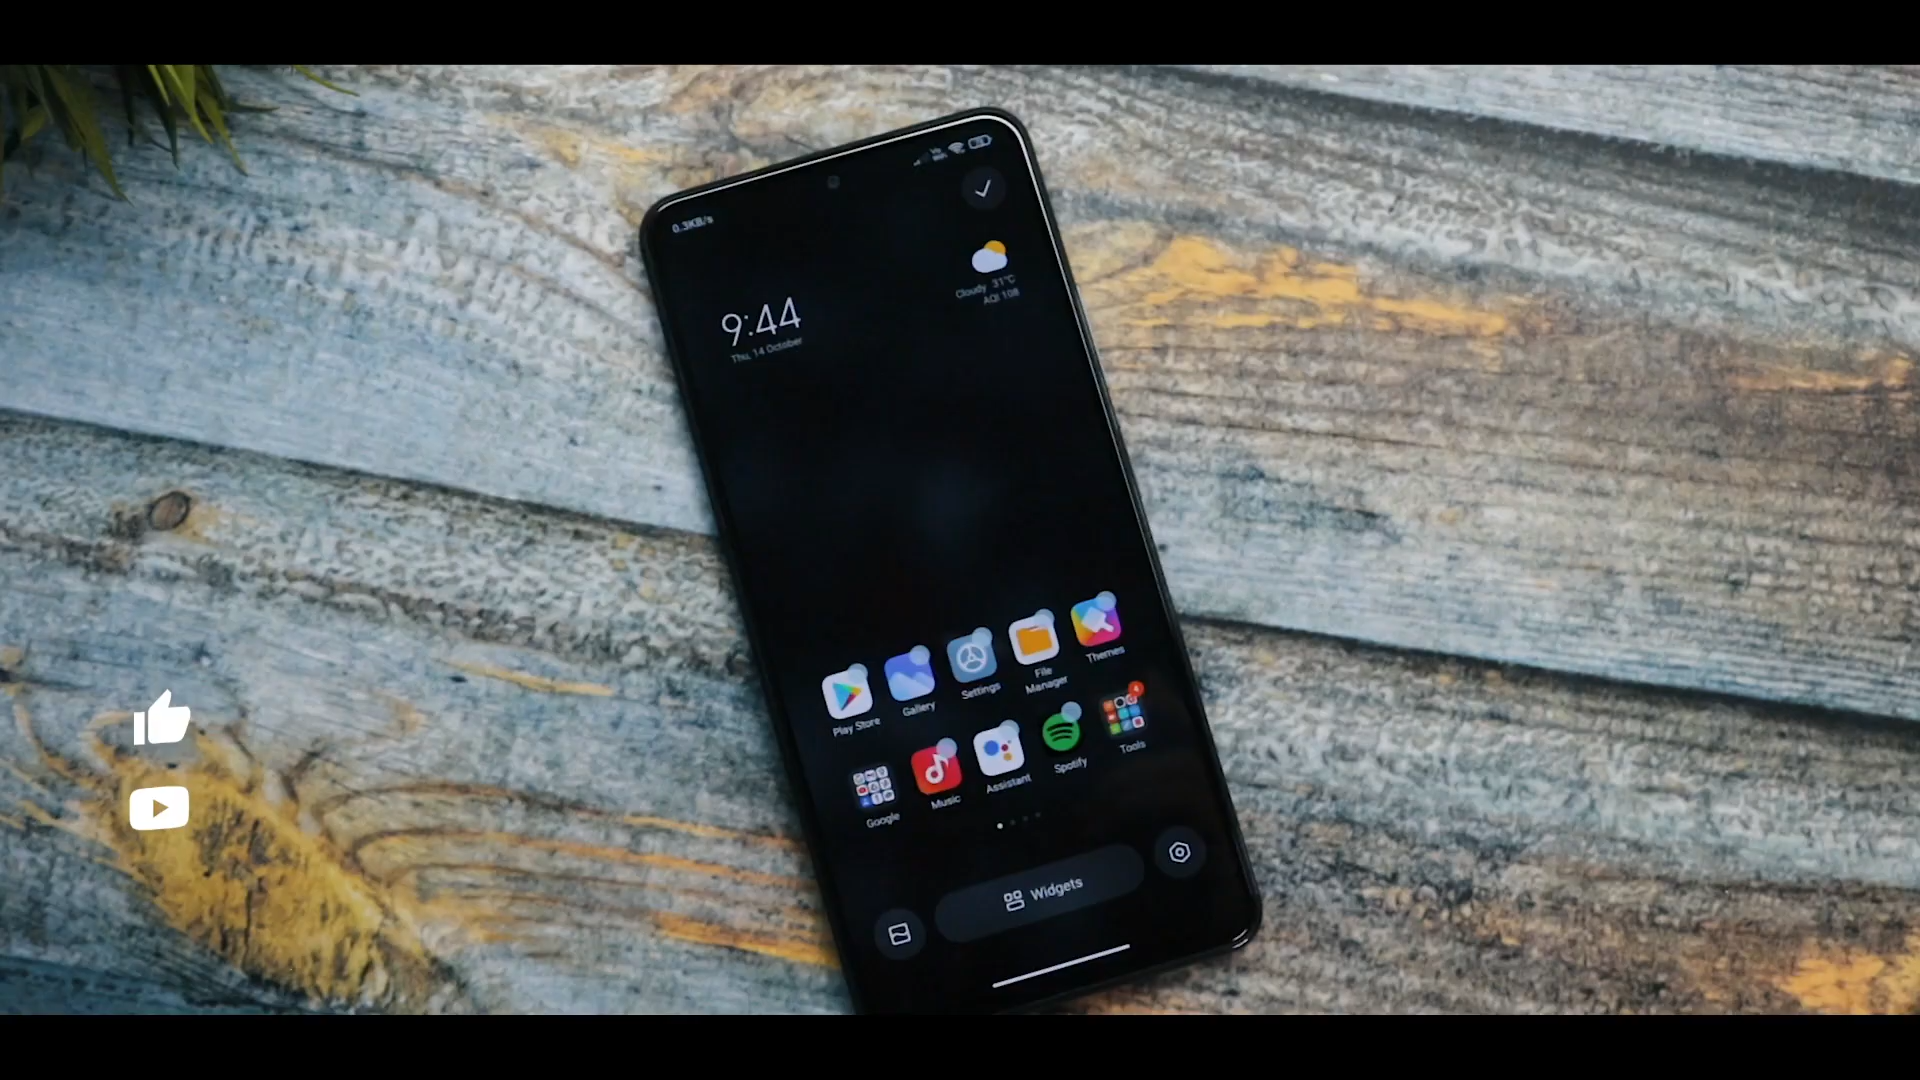 0.3KB/s
9:44
Thu, 14 October
Cloudy 31°C
AQI 108
Play Store
Gallery
Settings
File
Manager
Themes
Google
Music
Assistant
Spotify
4
Tools
Widgets